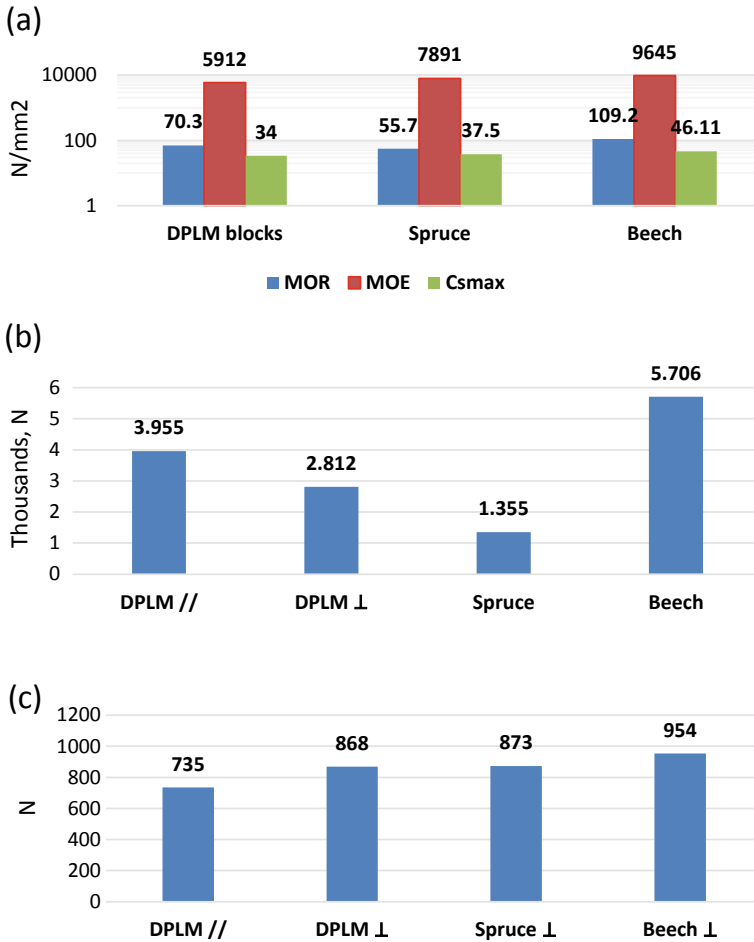 (a)
5912 7891 9645
10000
109.2
70.3 34 55.7 37.5 46.11
100
1
N/mm2
DPLM blocks Spruce Beech
MOR MOE Csmax
(b)
5.706
6
5
3.955
4
2.812
3
2
1.355
1
0
Thousands, N
DPLM // DPLM ⊥ Spruce Beech
(c)
1200
1000
735 868 873 954
800
600
400
200
0
N
DPLM // DPLM ⊥ Spruce ⊥ Beech ⊥